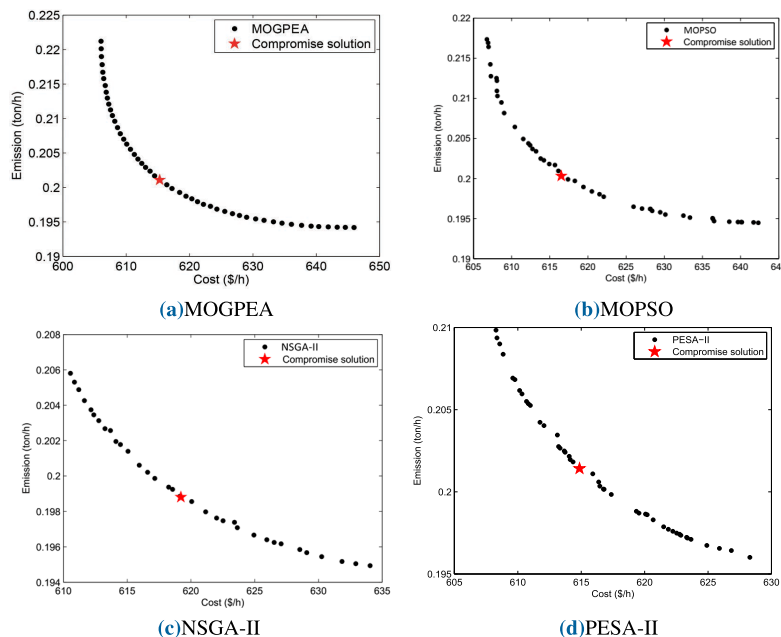 0.225
0.22
0.215
0.21
0.205
0.2
0.195
0.19
Emission (ton/h)
MOGPEA
Compromise solution
600 610 620 630 640 650
Cost ($/h)
(a)MOGPEA
0.22
0.215
0.21
0.205
0.2
0.195
0.19
Emission (ton/h)
MOPSO
Compromise solution
605 610 615 620 625 630 635 640 64
Cost ($/h)
(b)MOPSO
0.208
0.206
0.204
0.202
0.2
0.198
0.196
0.194
Emission (ton/h)
NSGA-II
Compromise solution
610 615 620 625 630 635
Cost ($/h)
(c)NSGA-II
0.21
0.205
0.2
0.195
Emission (ton/h)
PESA-II
Compromise solution
605 610 615 620 625 630
Cost ($/h)
(d)PESA-II